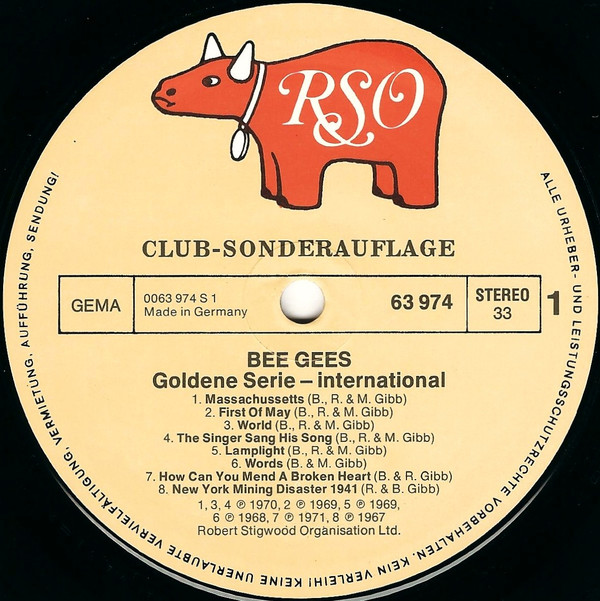 RSO
CLUB-SONDERAUFLAGE
GEMA
0063 974 S 1
Made in Germany
63 974
STEREO
33
1
BEE GEES
Goldene Serie – international
1. Massachussetts (B., R. & M. Gibb)
2. First Of May (B., R. & M. Gibb)
3. World (B., R. & M. Gibb)
4. The Singer Sang His Song (B., R. & M. Gibb)
5. Lamplight (B., R. & M. Gibb)
6. Words (B., R. & M. Gibb)
7. How Can You Mend A Broken Heart (B. & R. Gibb)
8. New York Mining Disaster 1941 (R. & B. Gibb)
1, 3, 4 ℗ 1970, 2 ℗ 1969, 5 ℗ 1969,
6 ℗ 1968, 7 ℗ 1971, 8 ℗ 1967
Robert Stigwood Organisation Ltd.
ALLE URHEBER- UND LEISTUNGSSCHUTZRECHTE VORBEHALTEN. KEIN VERLEIH! KEINE UNERLAUBTE VERVIELFÄLTIGUNG, VERMIETUNG, AUFFÜHRUNG, SENDUNG!